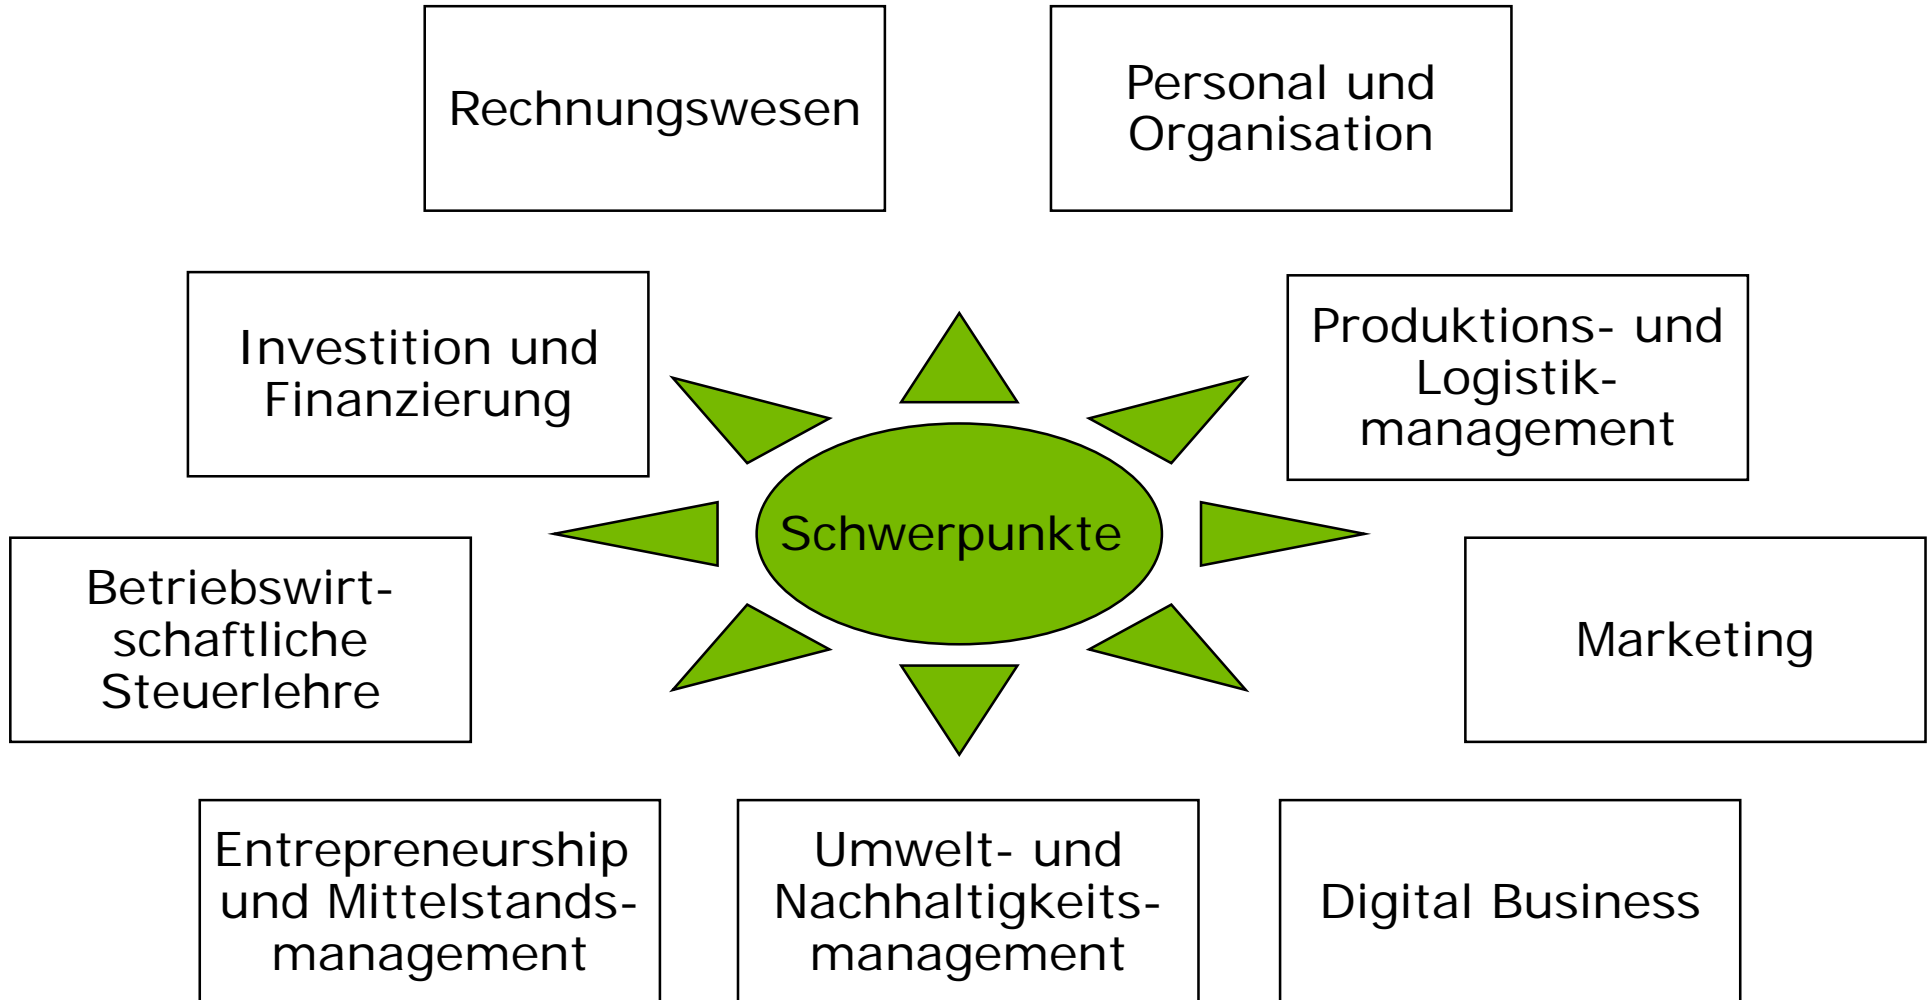 Rechnungswesen
Personal und
Organisation
Investition und
Finanzierung
Produktions- und
Logistik-
management
Schwerpunkte
Betriebswirt-
schaftliche
Steuerlehre
Marketing
Entrepreneurship
und Mittelstands-
management
Umwelt- und
Nachhaltigkeits-
management
Digital Business